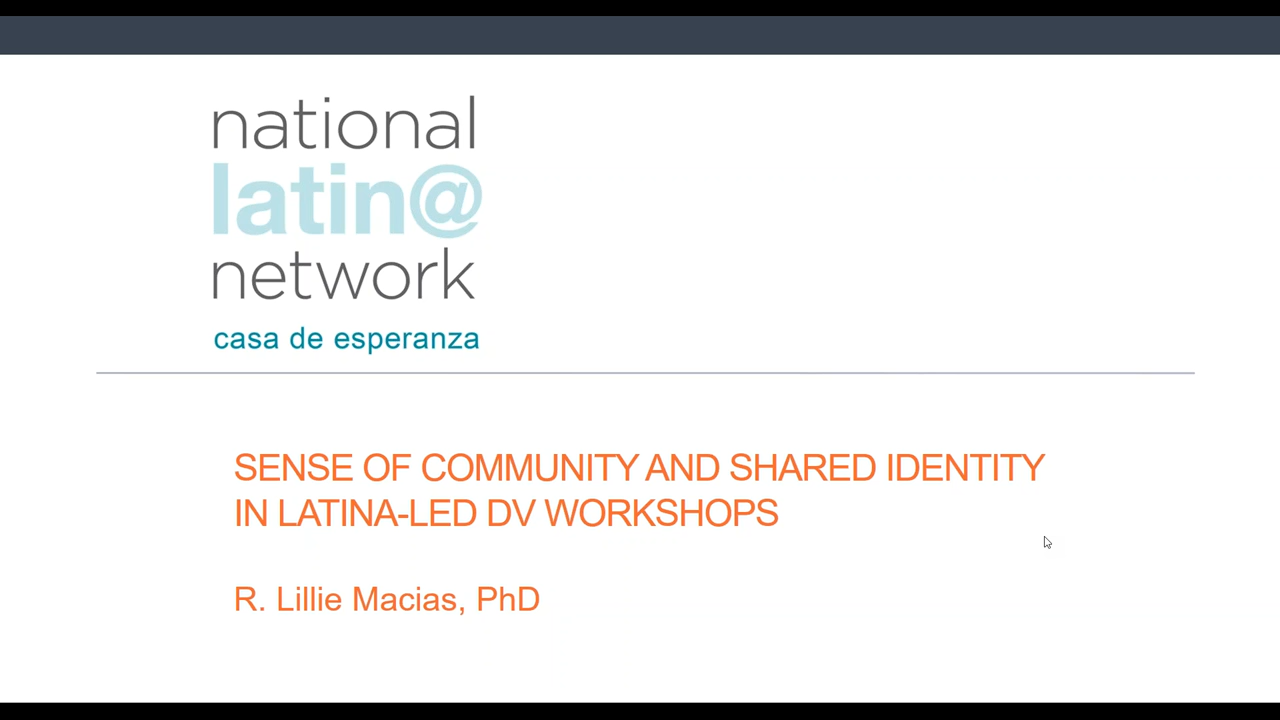 national
latin@
network
casa de esperanza
SENSE OF COMMUNITY AND SHARED IDENTITY
IN LATINA-LED DV WORKSHOPS
R. Lillie Macias, PhD